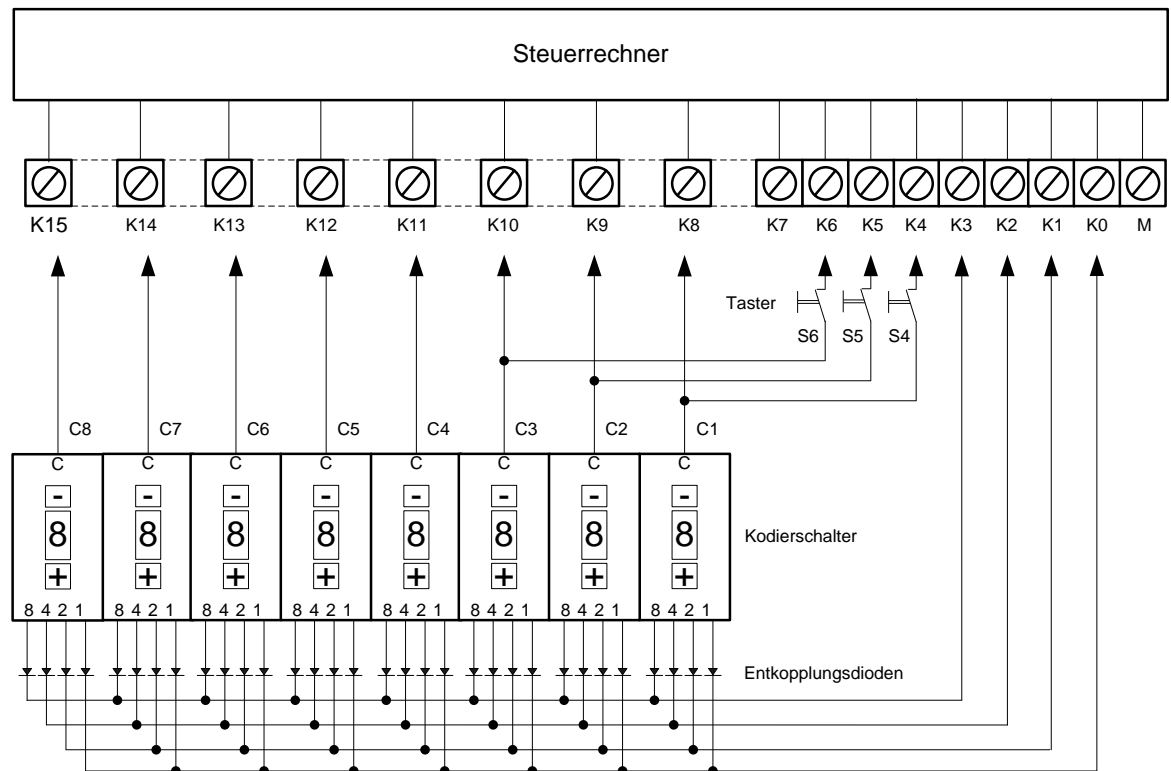 Steuerrechner
K15 K14 K13 K12 K11 K10 K9 K8 K7 K6 K5 K4 K3 K2 K1 K0 M
Taster
S6 S5 S4
C8 C7 C6 C5 C4 C3 C2 C1
C C C C C C C C
- - - - - - - -
8 8 8 8 8 8 8 8
Kodierschalter
+ + + + + + + +
8 4 2 1 8 4 2 1 8 4 2 1 8 4 2 1 8 4 2 1 8 4 2 1 8 4 2 1 8 4 2 1
Entkopplungsdioden